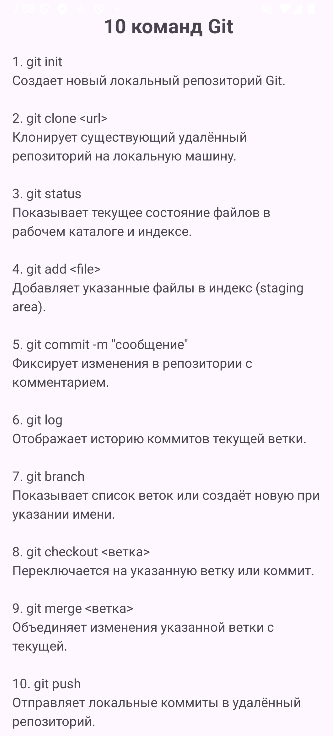 10 команд Git
1. git init
Создает новый локальный репозиторий Git.
2. git clone <url>
Клонирует существующий удалённый
репозиторий на локальную машину.
3. git status
Показывает текущее состояние файлов в
рабочем каталоге и индексе.
4. git add <file>
Добавляет указанные файлы в индекс (staging
area).
5. git commit -m "сообщение"
Фиксирует изменения в репозитории с
комментарием.
6. git log
Отображает историю коммитов текущей ветки.
7. git branch
Показывает список веток или создаёт новую при
указании имени.
8. git checkout <ветка>
Переключается на указанную ветку или коммит.
9. git merge <ветка>
Объединяет изменения указанной ветки с
текущей.
10. git push
Отправляет локальные коммиты в удалённый
репозиторий.